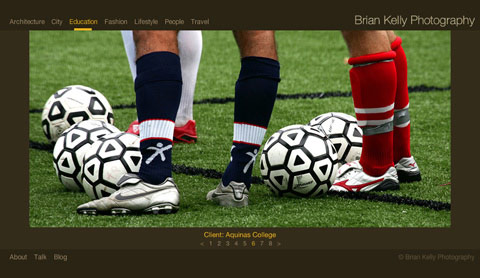 Architecture City Education Fashion Lifestyle People Travel
Brian Kelly Photography
Client: Aquinas College
< 1 2 3 4 5 6 7 8 >
About Talk Blog
© Brian Kelly Photography.